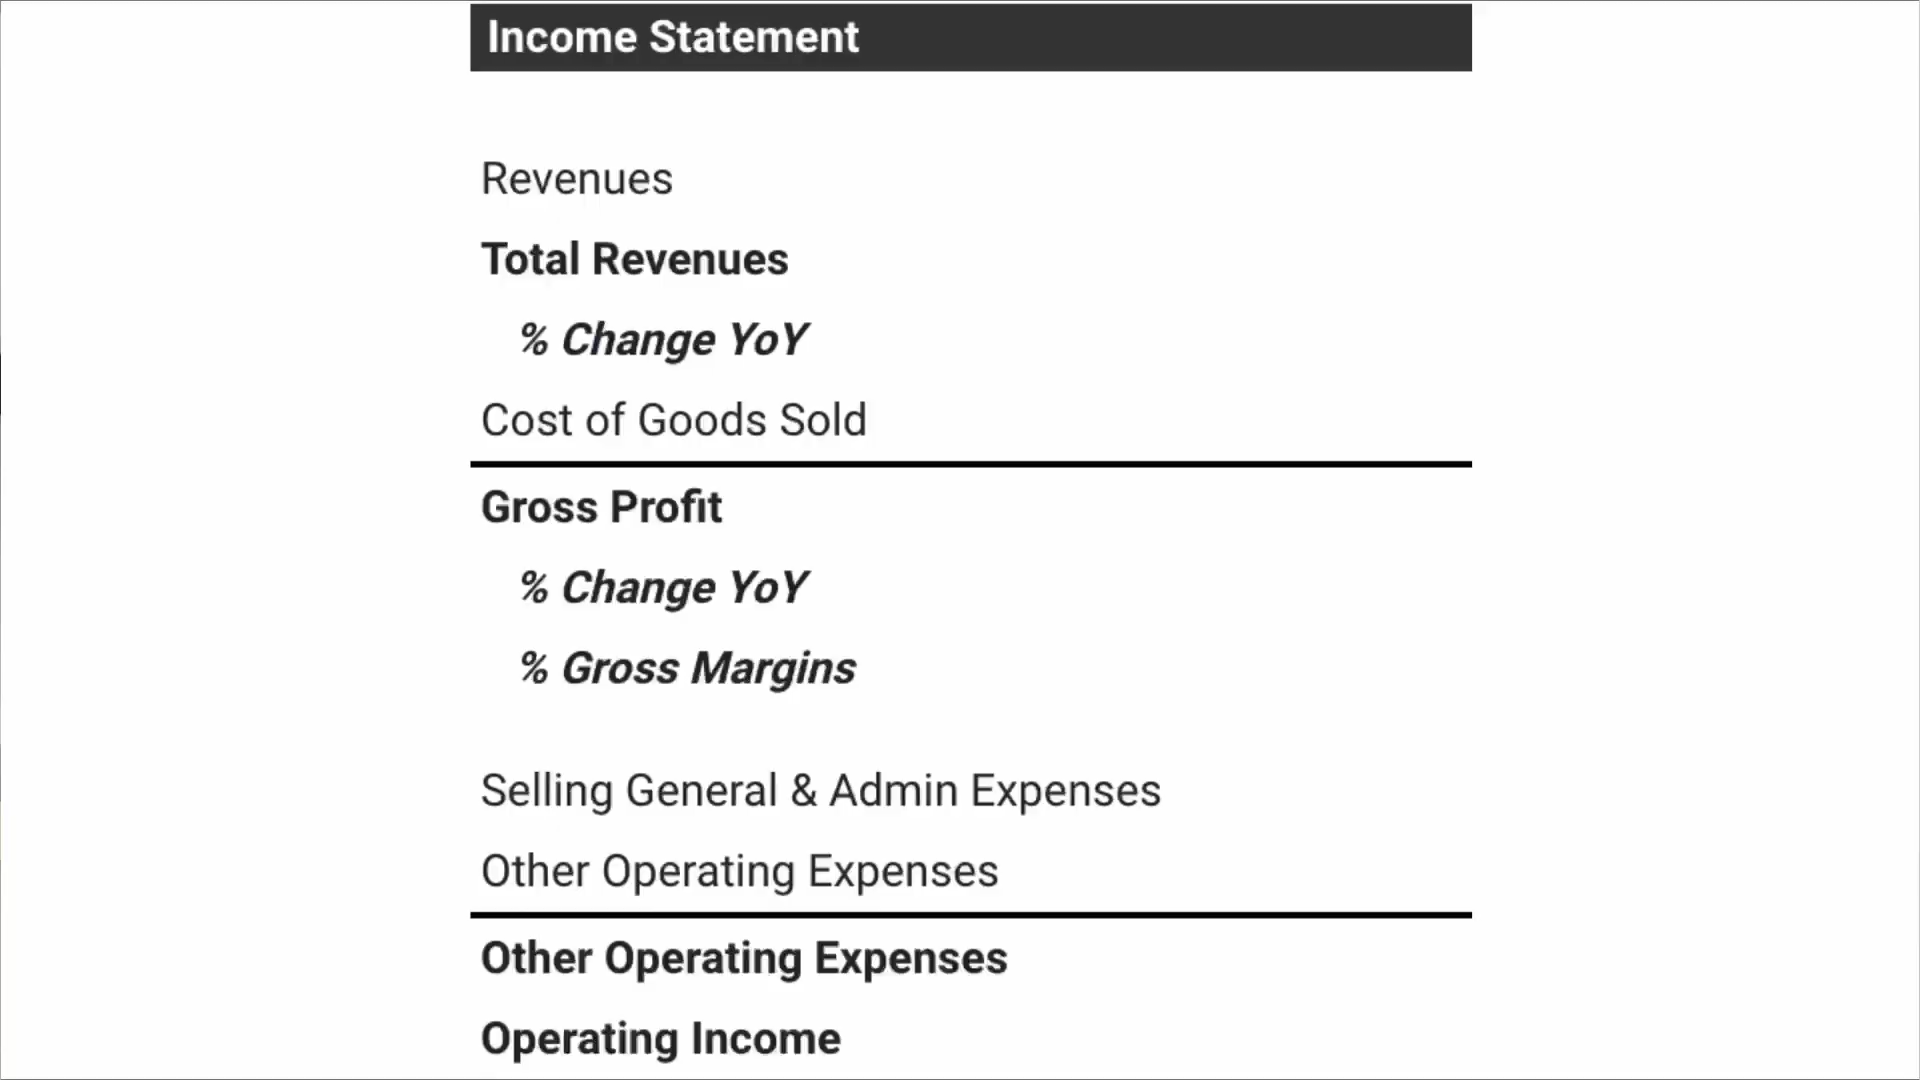 Income Statement
Revenues
Total Revenues
% Change YoY
Cost of Goods Sold
Gross Profit
% Change YoY
% Gross Margins
Selling General & Admin Expenses
Other Operating Expenses
Other Operating Expenses
Operating Income